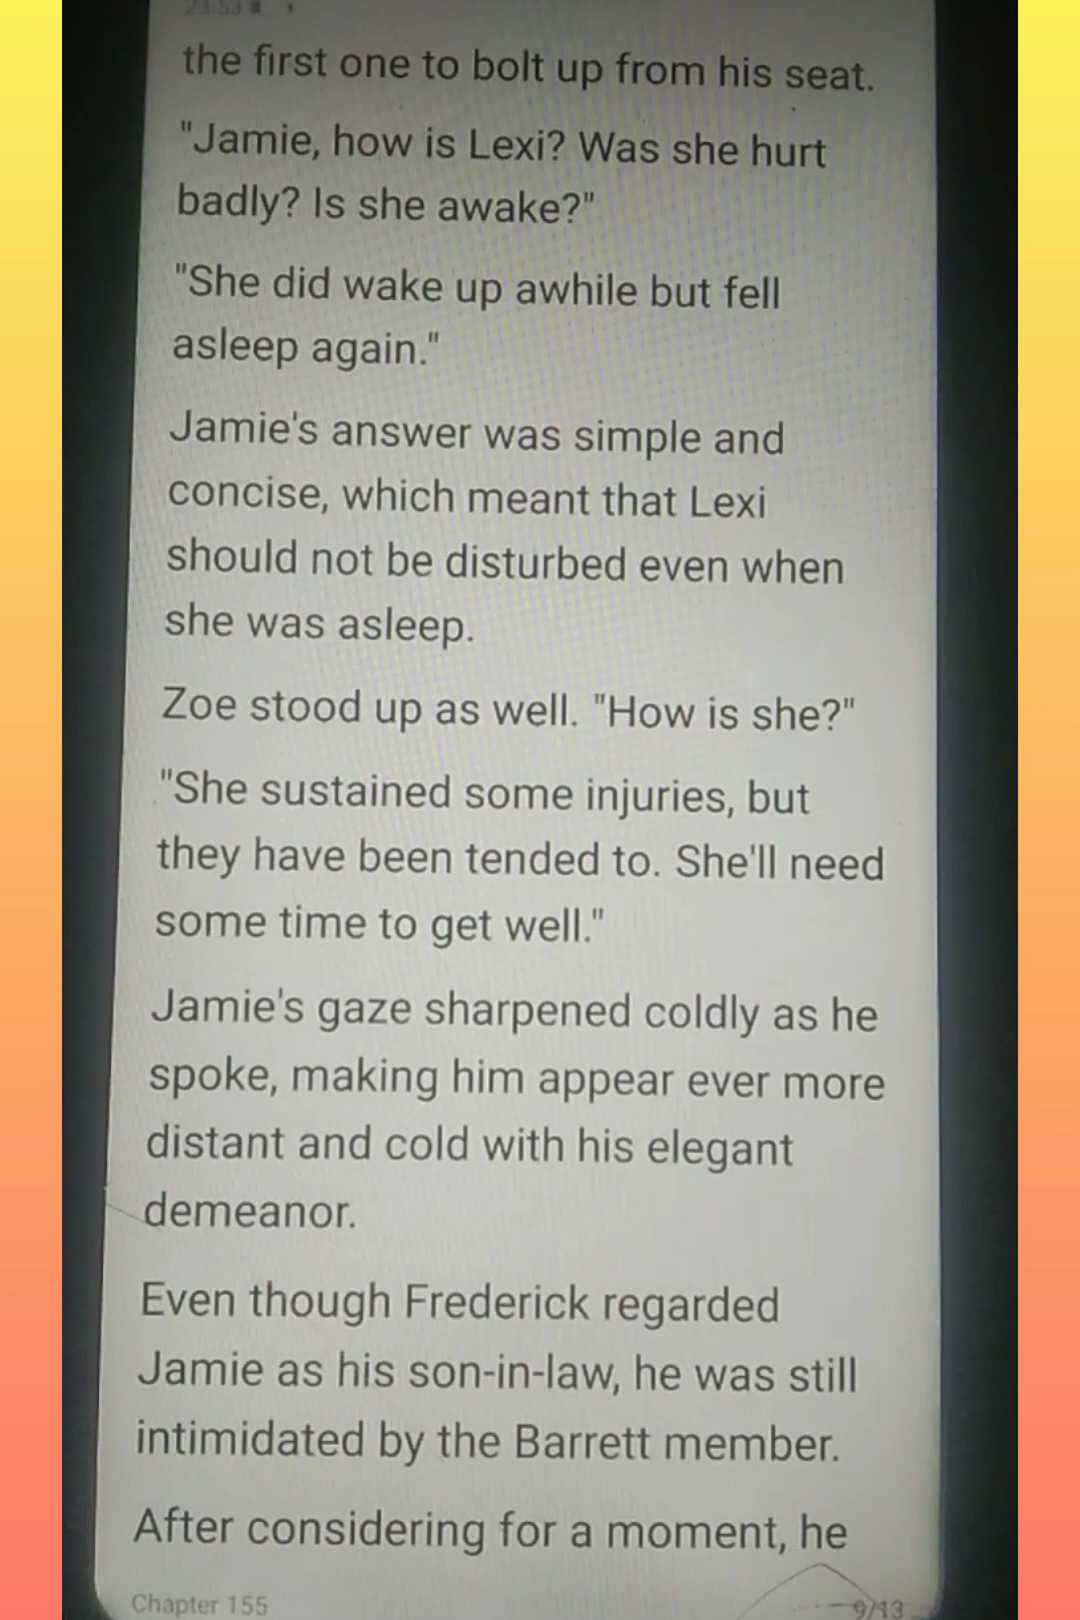 the first one to bolt up from his seat.
"Jamie, how is Lexi? Was she hurt
badly? Is she awake?"
"She did wake up awhile but fell
asleep again."
Jamie's answer was simple and
concise, which meant that Lexi
should not be disturbed even when
she was asleep.
Zoe stood up as well. "How is she?"
"She sustained some injuries, but
they have been tended to. She'll need
some time to get well."
Jamie's gaze sharpened coldly as he
spoke, making him appear ever more
distant and cold with his elegant
demeanor.
Even though Frederick regarded
Jamie as his son-in-law, he was still
intimidated by the Barrett member.
After considering for a moment, he
Chapter 155
9/13